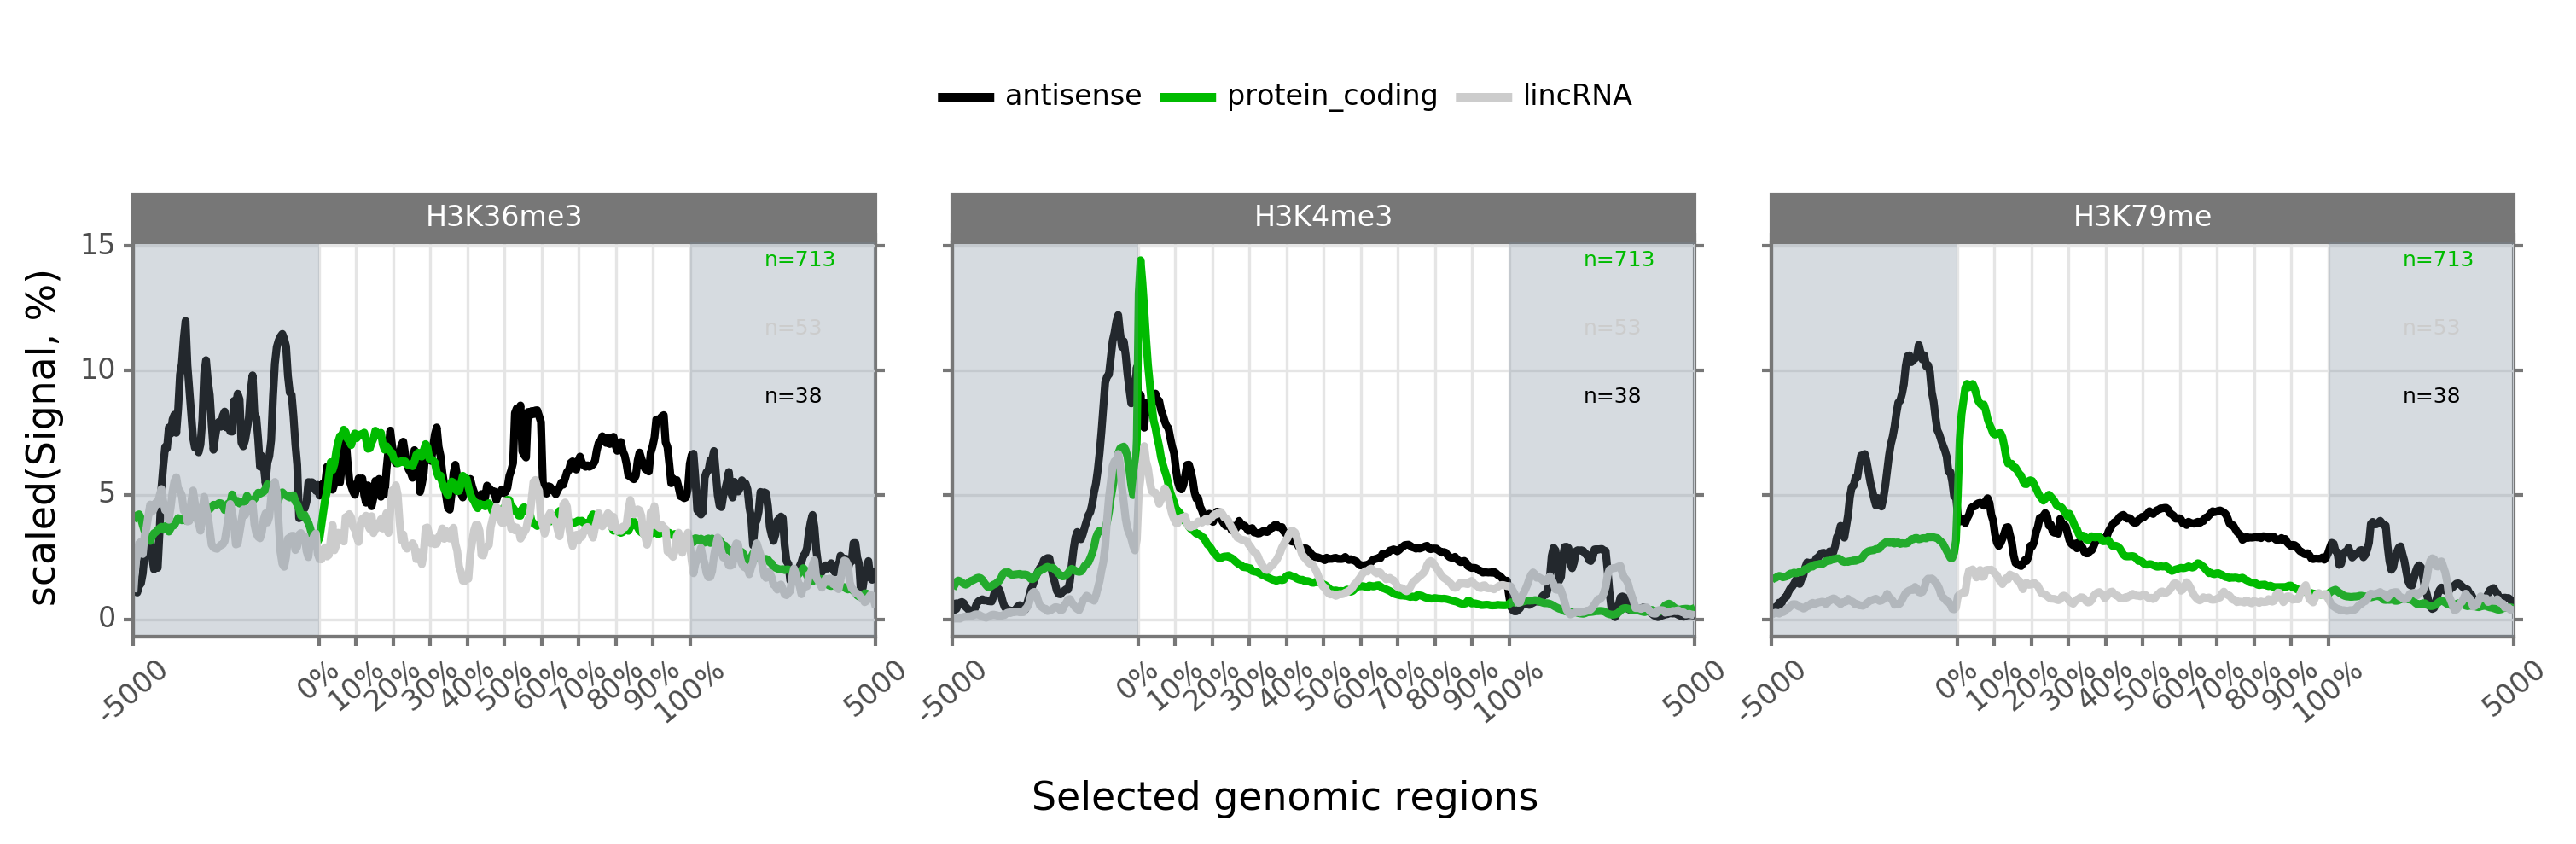 antisense protein_coding lincRNA
H3K36me3 H3K4me3 H3K79me
scaled(Signal, %)
15
10
5
0
n=713
n=53
n=38
n=713
n=53
n=38
n=713
n=53
n=38
-5000 0% 10% 20% 30% 40% 50% 60% 70% 80% 90% 100% 5000
-5000 0% 10% 20% 30% 40% 50% 60% 70% 80% 90% 100% 5000
-5000 0% 10% 20% 30% 40% 50% 60% 70% 80% 90% 100% 5000
Selected genomic regions